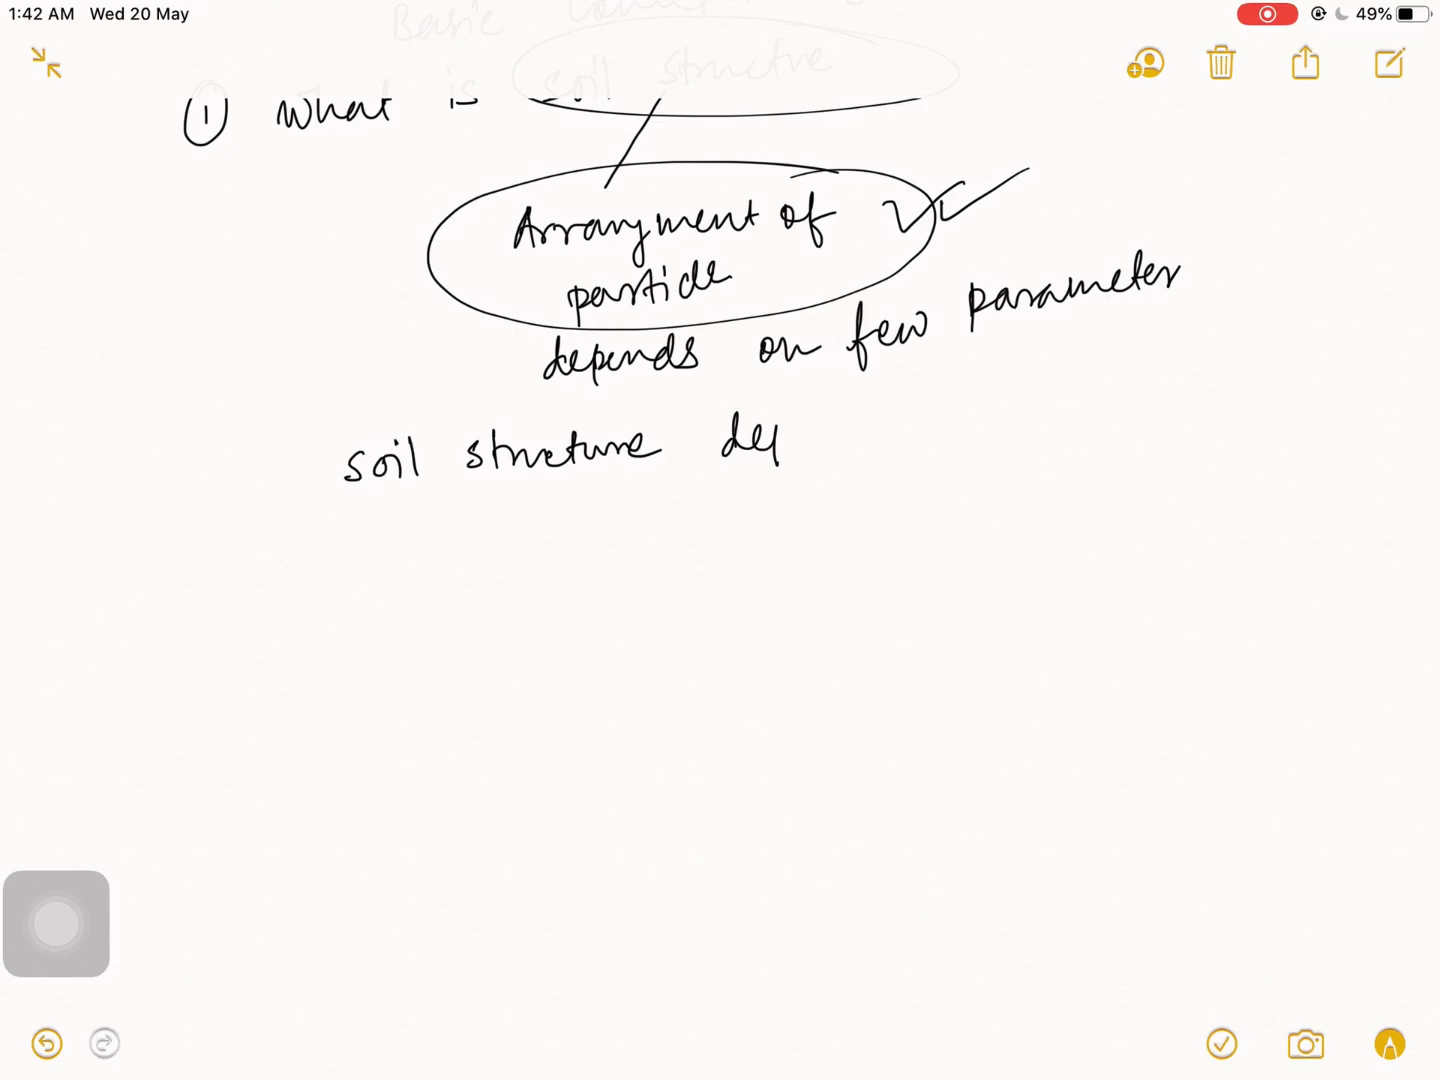 1:42 AM Wed 20 May 49%
Basic
soil structure
① What is
Arrangment of
particle
depends on few parameter
soil structure dep